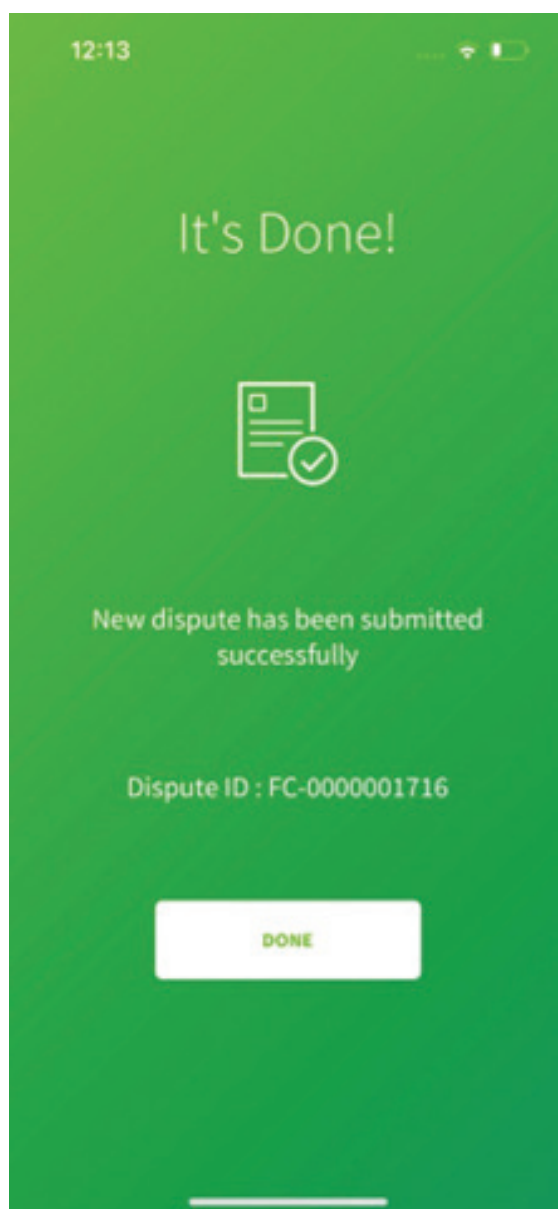 12:13
It's Done!
New dispute has been submitted
successfully
Dispute ID : FC-0000001716
DONE